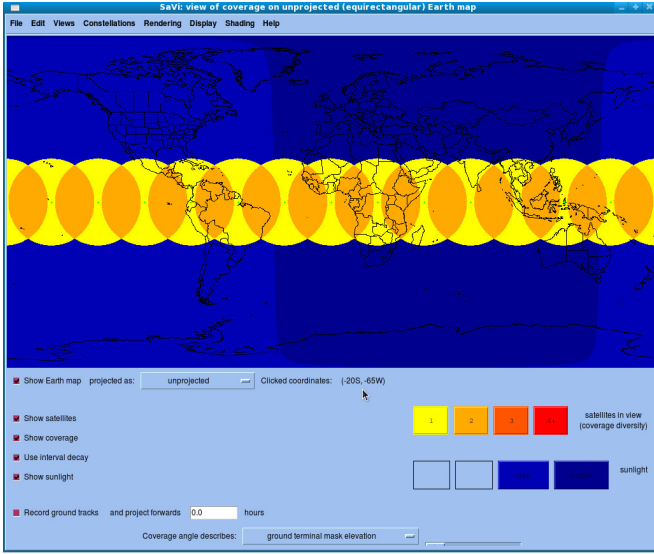 SaVi: view of coverage on unprojected (equirectangular) Earth map
File Edit Views Constellations Rendering Display Shading Help
Show Earth map projected as: unprojected Clicked coordinates: (-20S, -65W)
Show satellites
Show coverage
Use interval decay
Show sunlight
1 2 3 4+
satellites in view
(coverage diversity)
sunlight
Record ground tracks and project forwards 0.0 hours
Coverage angle describes: ground terminal mask elevation